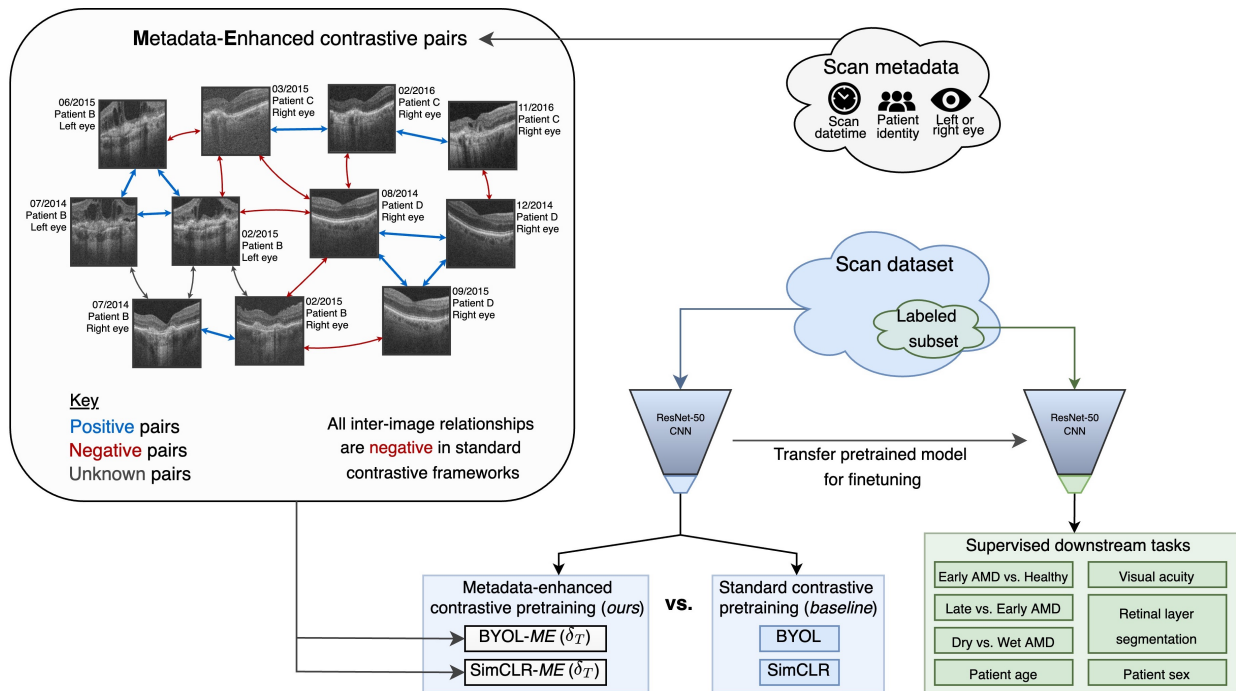 Metadata-Enhanced contrastive pairs
06/2015
Patient B
Left eye
03/2015
Patient C
Right eye
02/2016
Patient C
Right eye
11/2016
Patient C
Right eye
07/2014
Patient B
Left eye
02/2015
Patient B
Left eye
08/2014
Patient D
Right eye
12/2014
Patient D
Right eye
07/2014
Patient B
Right eye
02/2015
Patient B
Right eye
09/2015
Patient D
Right eye
Key
Positive pairs
Negative pairs
Unknown pairs
All inter-image relationships
are negative in standard
contrastive frameworks
Scan metadata
Scan
datetime
Patient
identity
Left or
right eye
Scan dataset
Labeled
subset
ResNet-50
CNN
Transfer pretrained model
for finetuning
ResNet-50
CNN
Metadata-enhanced
contrastive pretraining (ours)
BYOL-ME (δT)
SimCLR-ME (δT)
vs.
Standard contrastive
pretraining (baseline)
BYOL
SimCLR
Supervised downstream tasks
Early AMD vs. Healthy
Late vs. Early AMD
Dry vs. Wet AMD
Patient age
Visual acuity
Retinal layer
segmentation
Patient sex